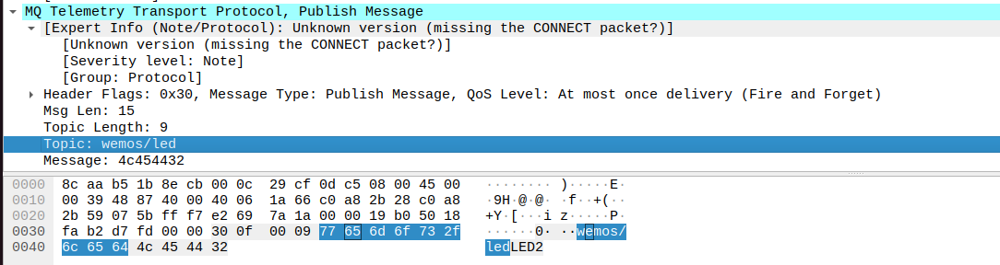 MQ Telemetry Transport Protocol, Publish Message
[Expert Info (Note/Protocol): Unknown version (missing the CONNECT packet?)]
[Unknown version (missing the CONNECT packet?)]
[Severity level: Note]
[Group: Protocol]
Header Flags: 0x30, Message Type: Publish Message, QoS Level: At most once delivery (Fire and Forget)
Msg Len: 15
Topic Length: 9
Topic: wemos/led
Message: 4c454432
0000 8c aa b5 1b 8e cb 00 0c 29 cf 0d c5 08 00 45 00 ········ )·····E·
0010 00 39 48 87 40 00 40 06 1a 66 c0 a8 2b 28 c0 a8 ·9H·@·@· ·f··+(··
0020 2b 59 07 5b ff f7 e2 69 7a 1a 00 00 19 b0 50 18 +Y·[···i z·····P·
0030 fa b2 d7 fd 00 00 30 0f 00 09 77 65 6d 6f 73 2f ······0· ··wemos/
0040 6c 65 64 4c 45 44 32 ledLED2